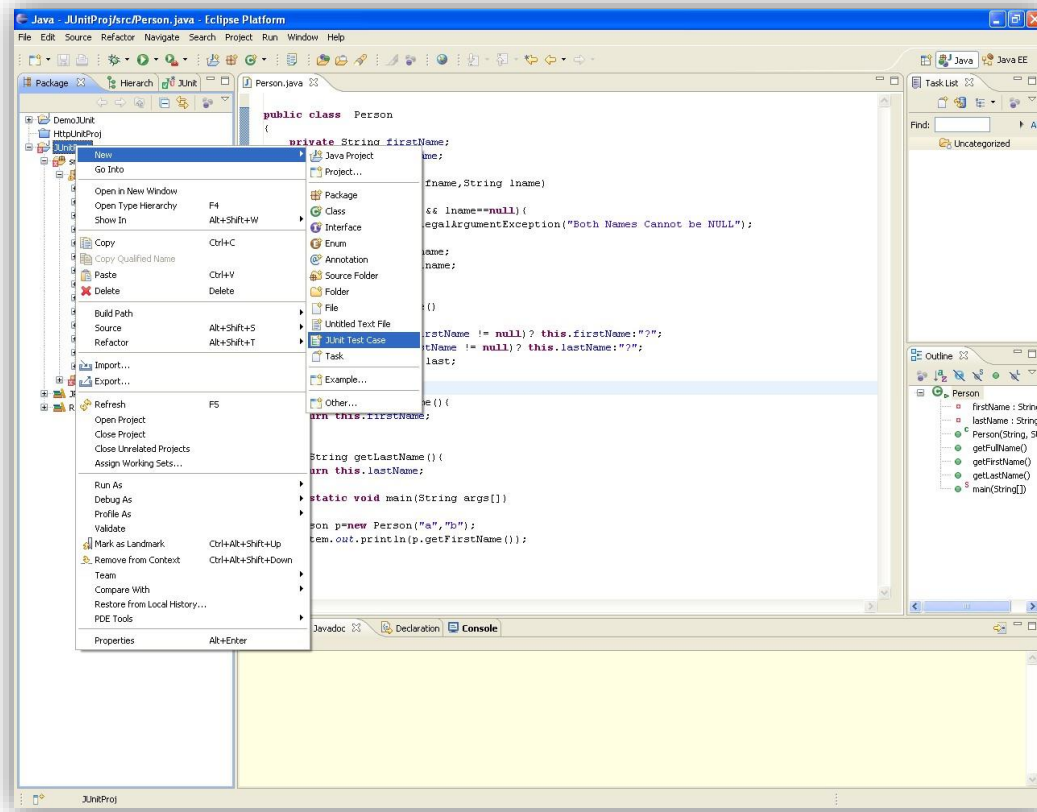 Java - JUnitProj/src/Person.java - Eclipse Platform
File Edit Source Refactor Navigate Search Project Run Window Help
Java Java EE
Package Hierarch JUnit
DemoJUnit
HttpUnitProj
New
Go Into
Open in New Window
Open Type Hierarchy F4
Show In Alt+Shift+W
Copy Ctrl+C
Copy Qualified Name
Paste Ctrl+V
Delete Delete
Build Path
Source Alt+Shift+S
Refactor Alt+Shift+T
Import...
Export...
Refresh F5
Open Project
Close Project
Close Unrelated Projects
Assign Working Sets...
Run As
Debug As
Profile As
Validate
Mark as Landmark Ctrl+Alt+Shift+Up
Remove from Context Ctrl+Alt+Shift+Down
Team
Compare With
Restore from Local History...
PDE Tools
Properties Alt+Enter
Java Project
Project...
Package
Class
Interface
Enum
Annotation
Source Folder
Folder
File
Untitled Text File
JUnit Test Case
Task
Example...
Other...
Person.java
public class Person
{
private String firstName;
me;
fname,String lname)
&& lname==null){
egalArgumentException("Both Names Cannot be NULL");
ame;
name;
()
rstName != null)? this.firstName:"?";
tName != null)? this.lastName:"?";
last;
e(){
urn this.firstName;
String getLastName(){
urn this.lastName;
static void main(String args[])
son p=new Person("a","b");
tem.out.println(p.getFirstName());
Javadoc Declaration Console
Task List
Find: A
Uncategorized
Outline
Person
firstName : String
lastName : String
Person(String, St
getFullName()
getFirstName()
getLastName()
main(String[])
JUnitProj